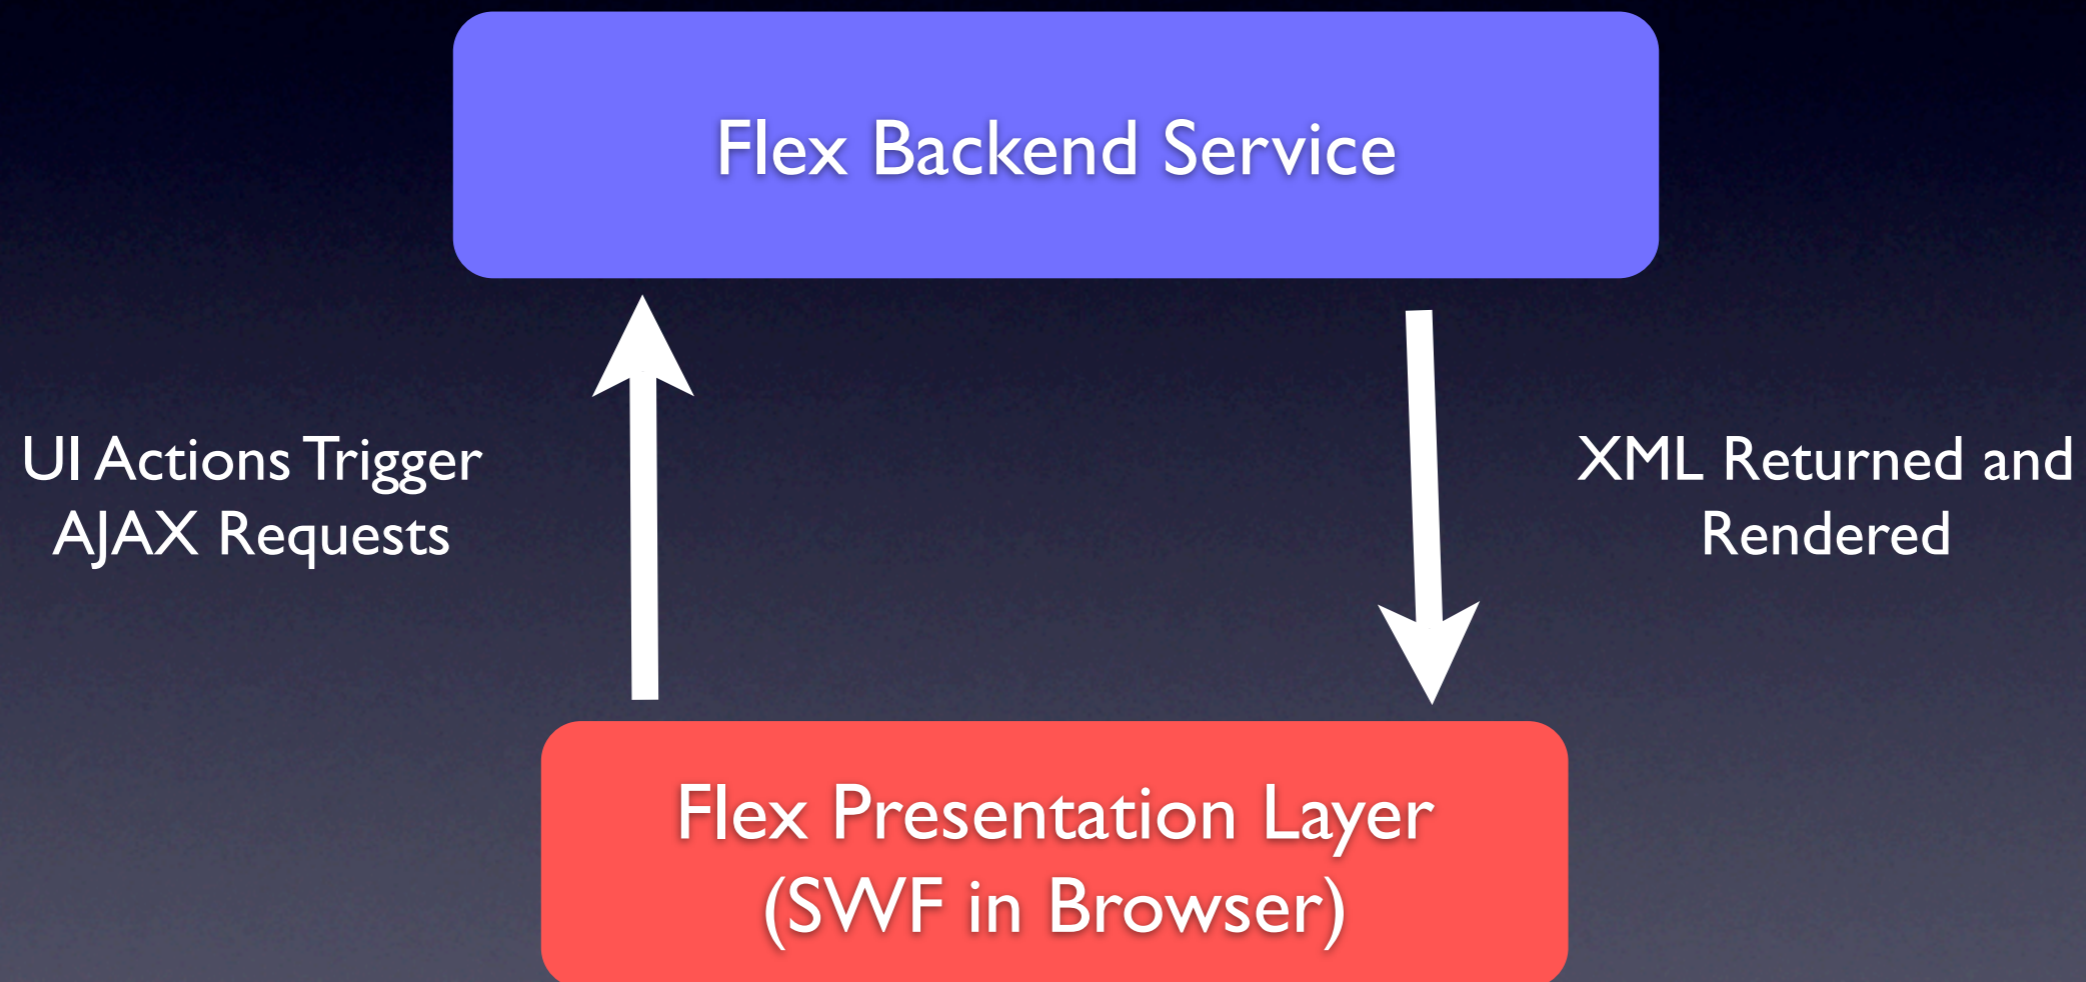 Flex Backend Service
UI Actions Trigger
AJAX Requests
XML Returned and
Rendered
Flex Presentation Layer
(SWF in Browser)